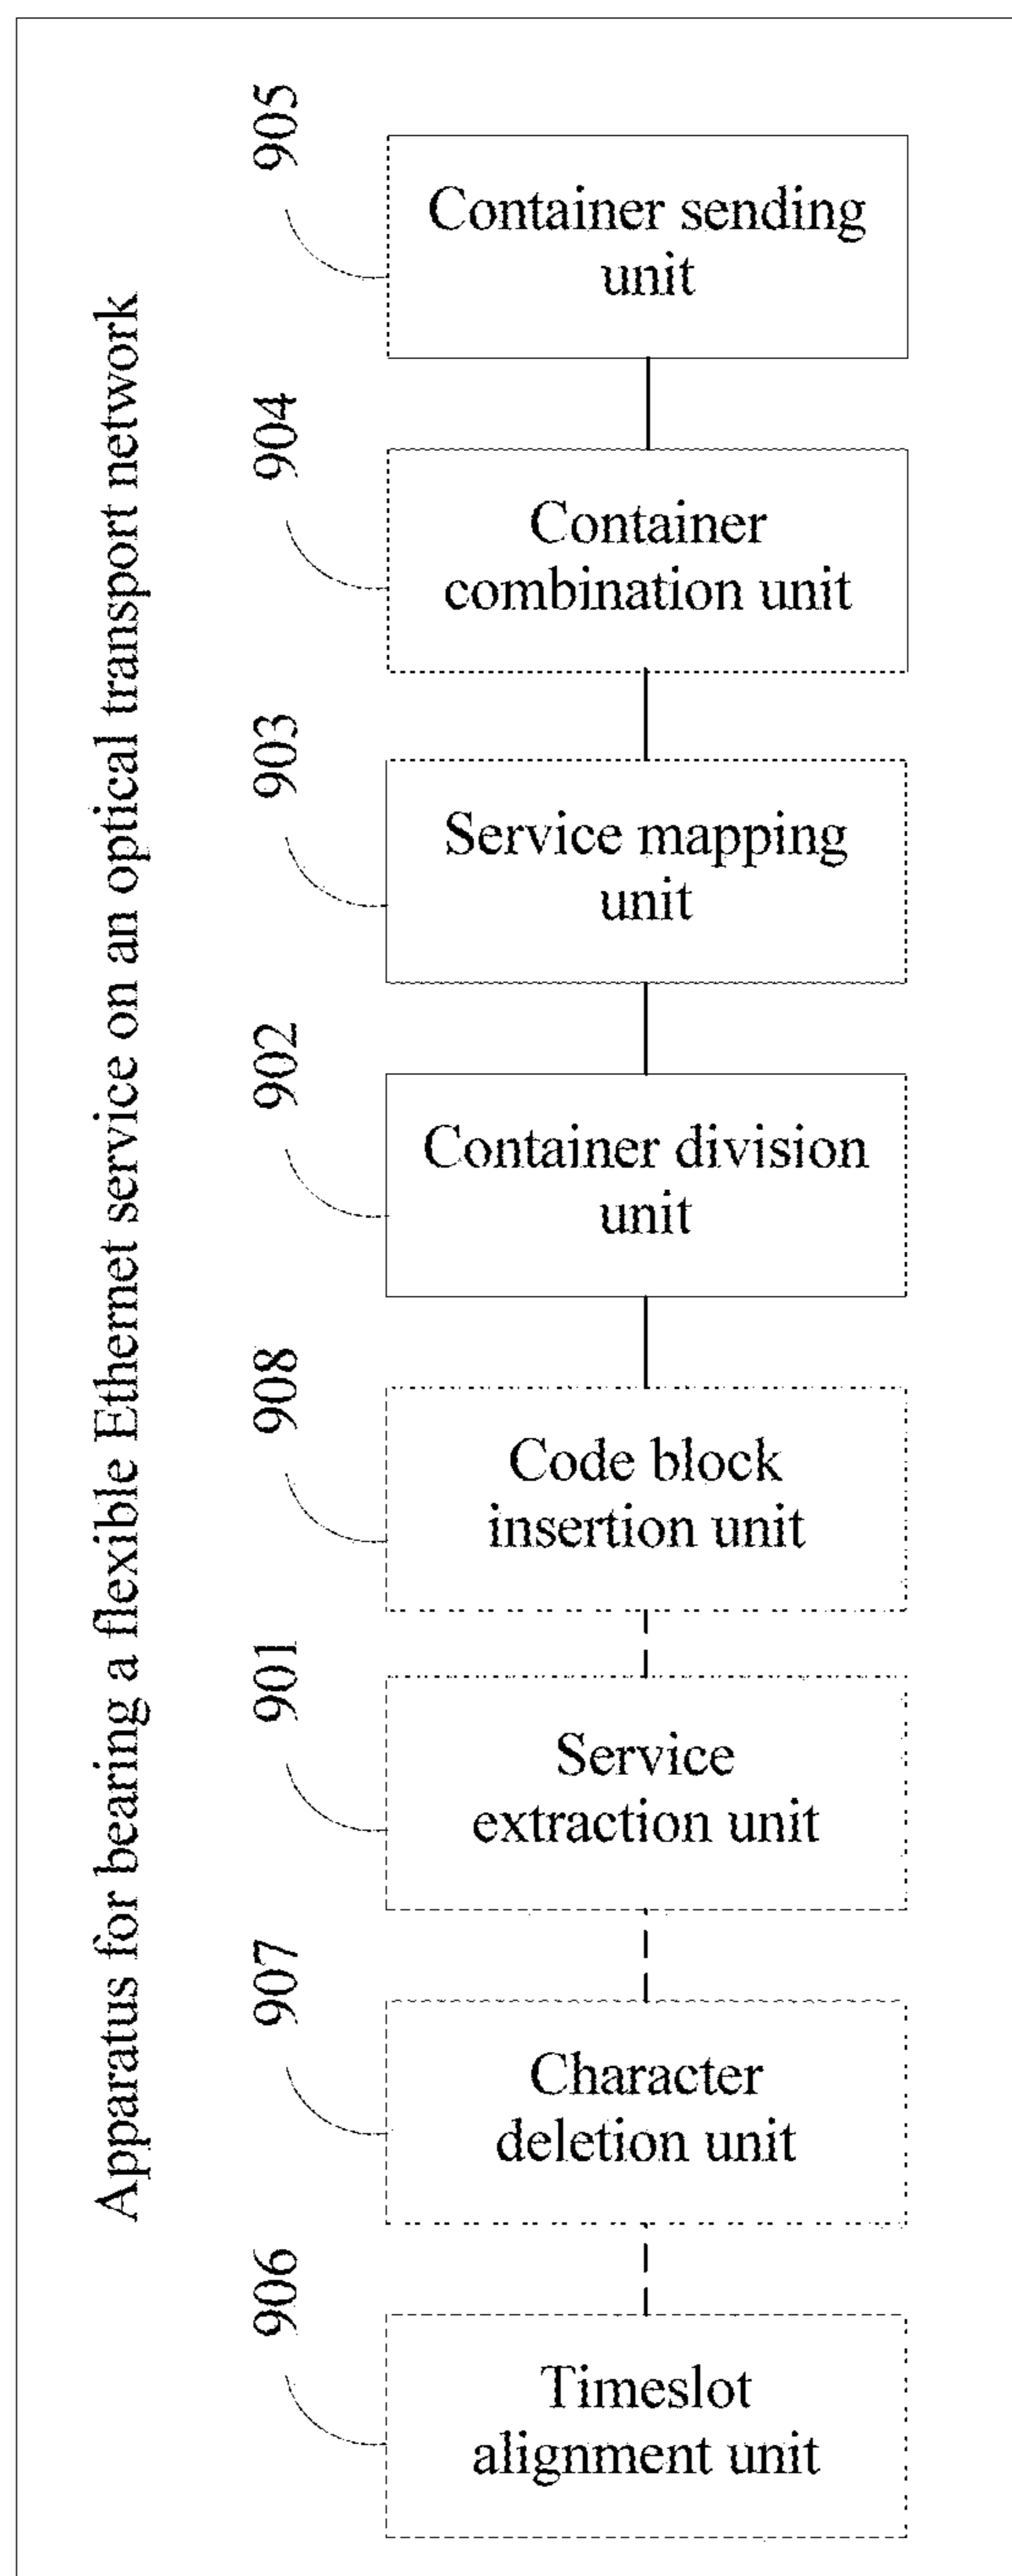 Apparatus for bearing a flexible Ethernet service on an optical transport network
905
Container sending
unit
904
Container
combination unit
903
Service mapping
unit
902
Container division
unit
908
Code block
insertion unit
901
Service
extraction unit
907
Character
deletion unit
906
Timeslot
alignment unit